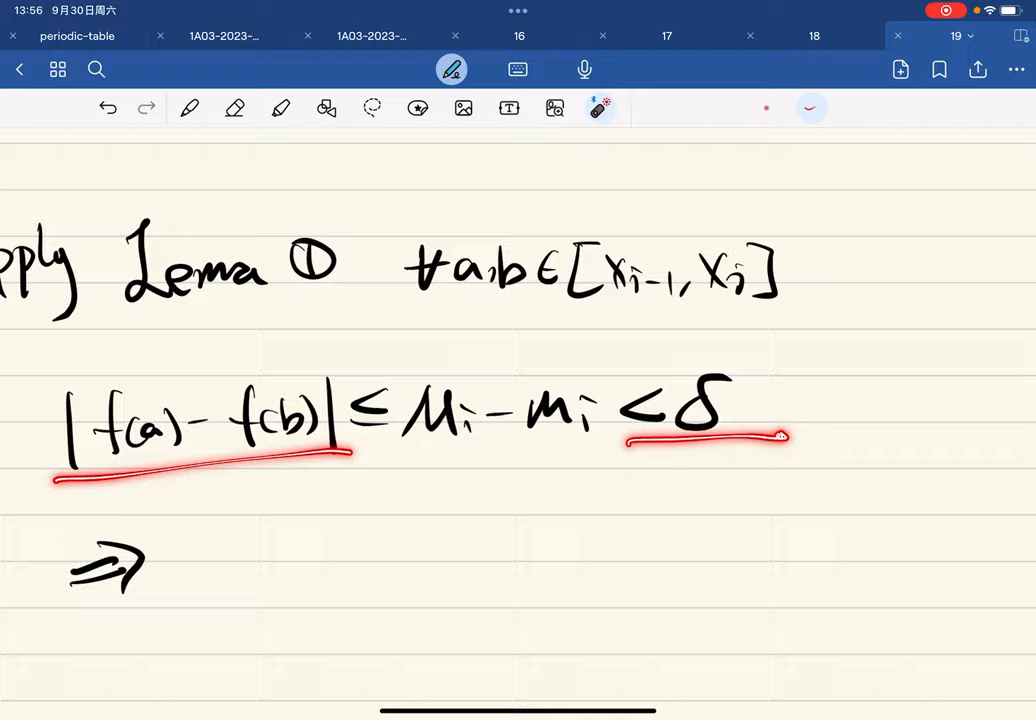 13:56 9月30日周六
periodic-table 1A03-2023-... 1A03-2023-... 16 17 18 19
pply Lema ① ∀a,b∈[xi-1, xi]
|f(a) - f(b)| ≤ Mi - mi < δ
⇒